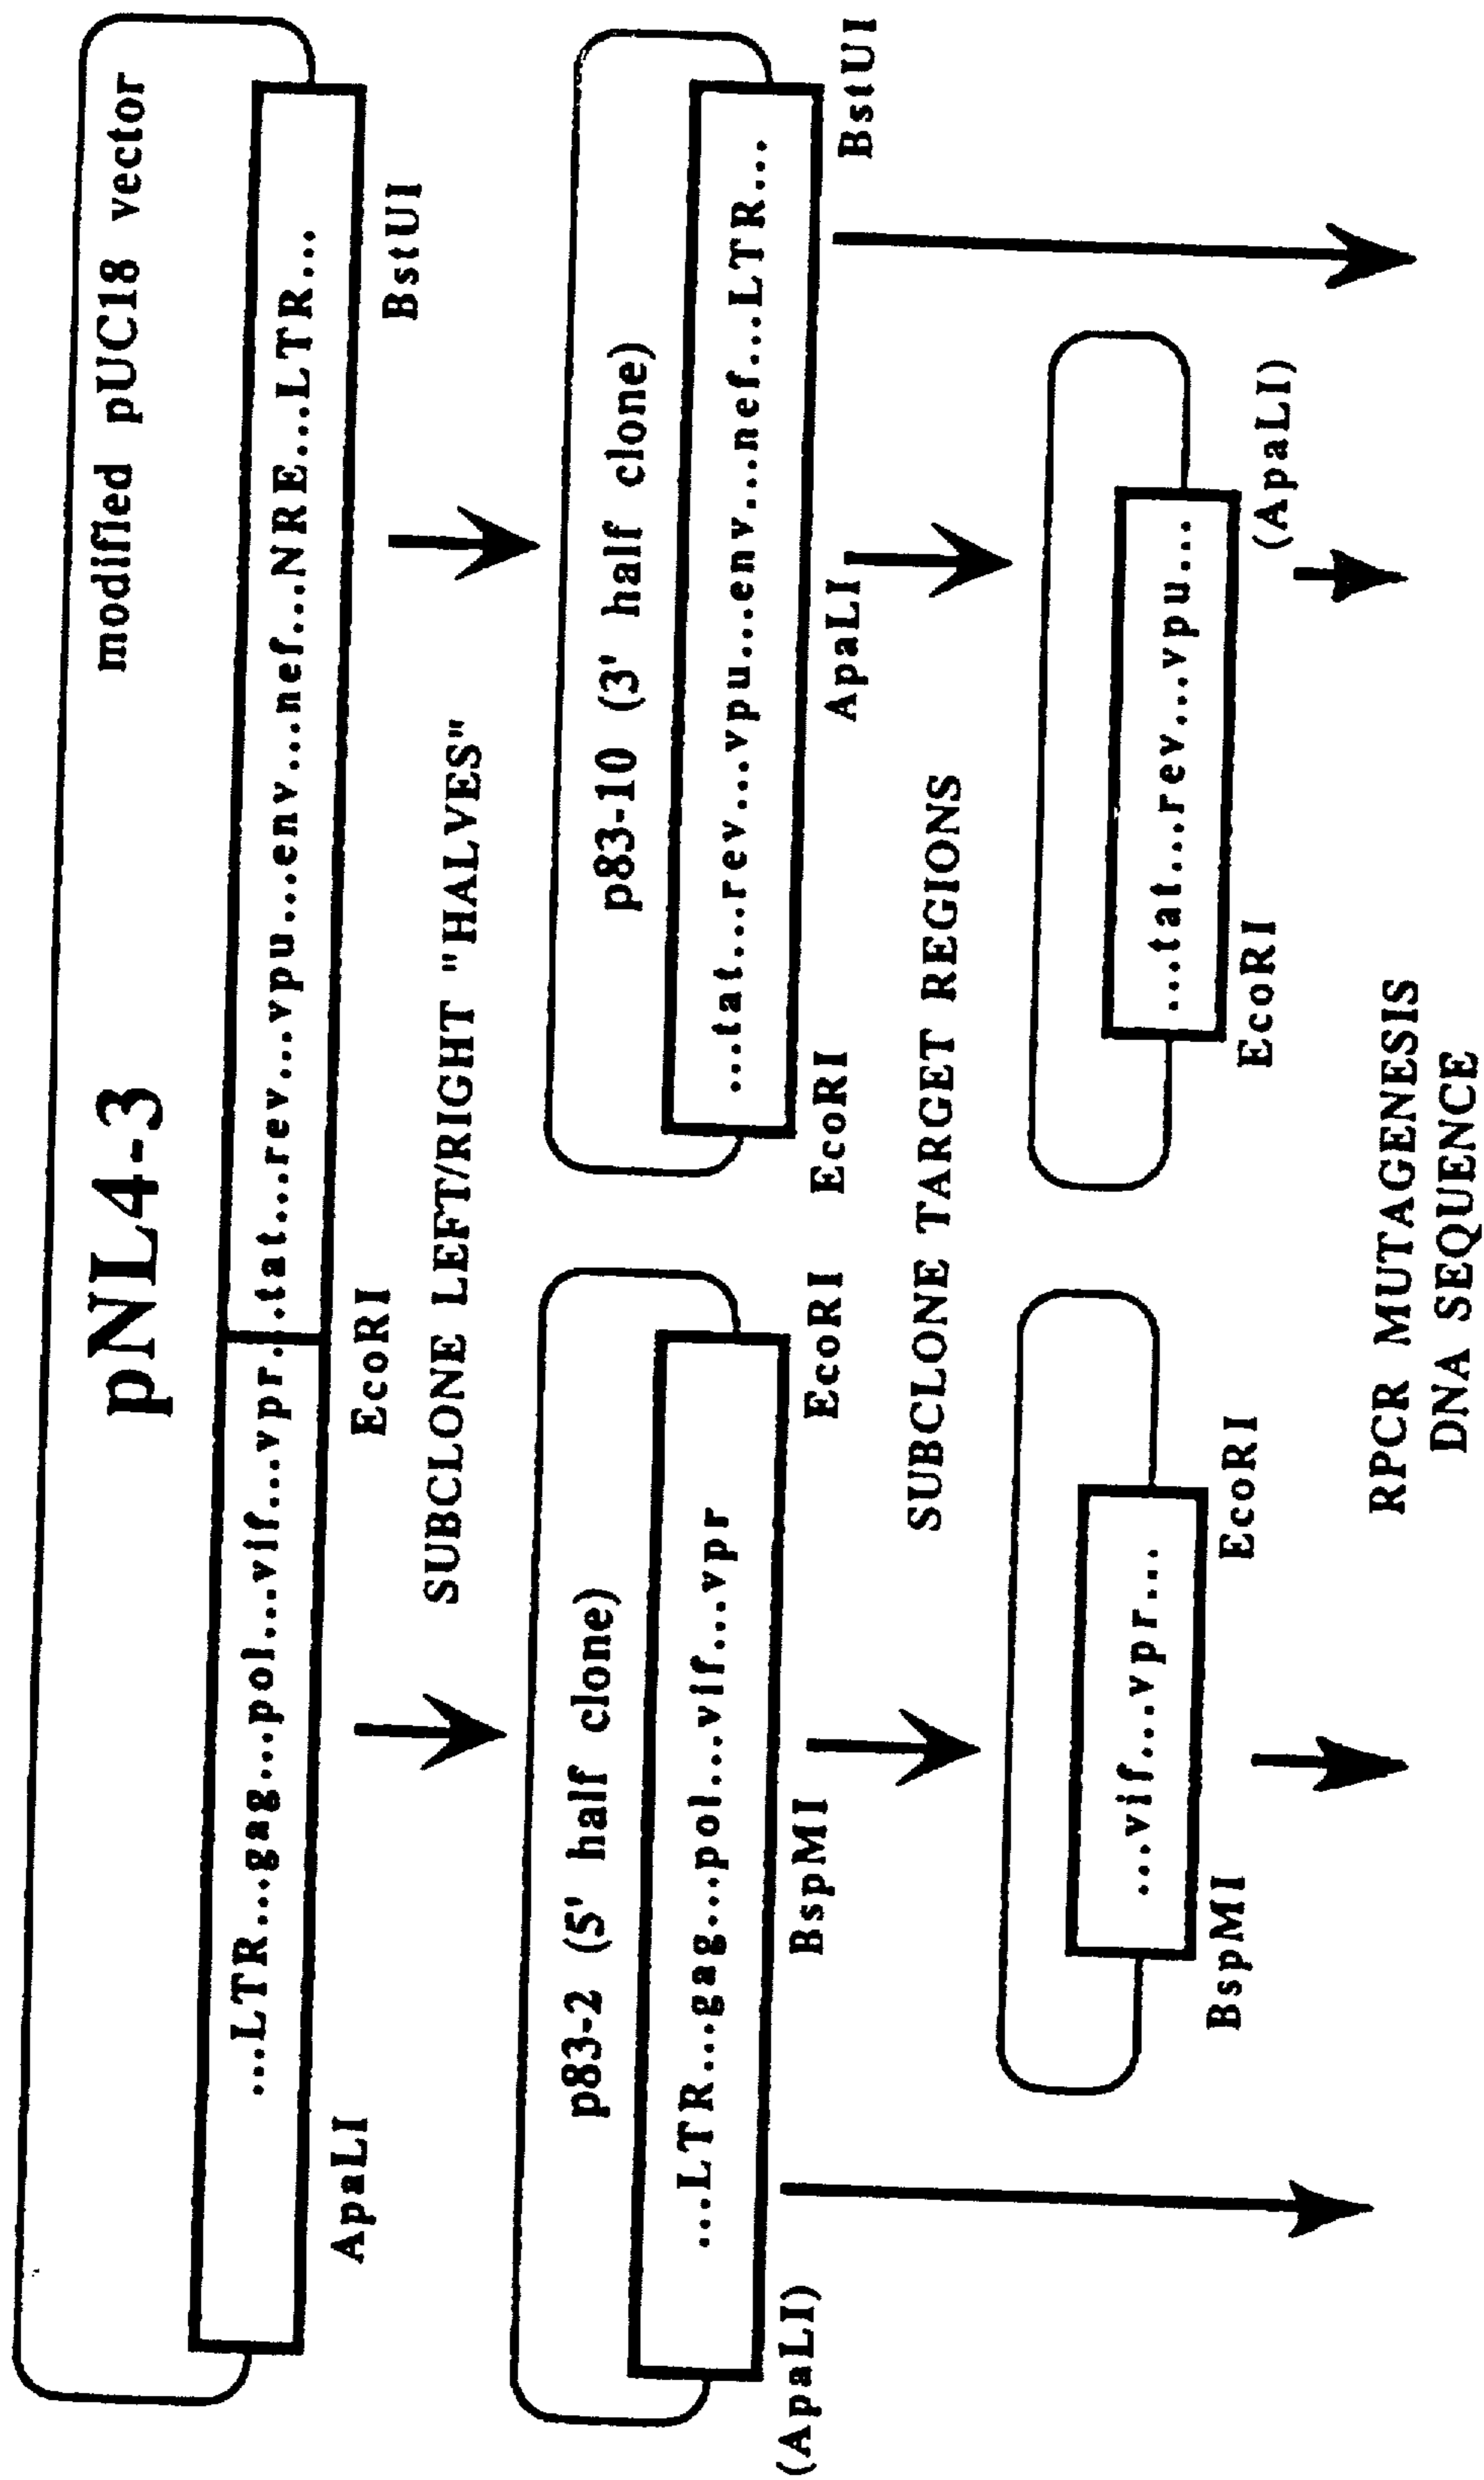 pNL4-3
modified pUC18 vector
...LTR...gag...pol...vif...vpr...tat...rev...vpu...env...nef...NRE...LTR...
ApaLI
EcoRI
BstUI
SUBCLONE LEFT/RIGHT "HALVES"
p83-2 (5' half clone)
...LTR...gag...pol...vif...vpr
(ApaLI)
BspMI
EcoRI
p83-10 (3' half clone)
...tat...rev...vpu...env...nef...LTR...
EcoRI
ApaLI
BstUI
SUBCLONE TARGET REGIONS
...vif...vpr...
BspMI
EcoRI
...tat...rev...vpu...
EcoRI
(ApaLI)
RPCR MUTAGENESIS
DNA SEQUENCE